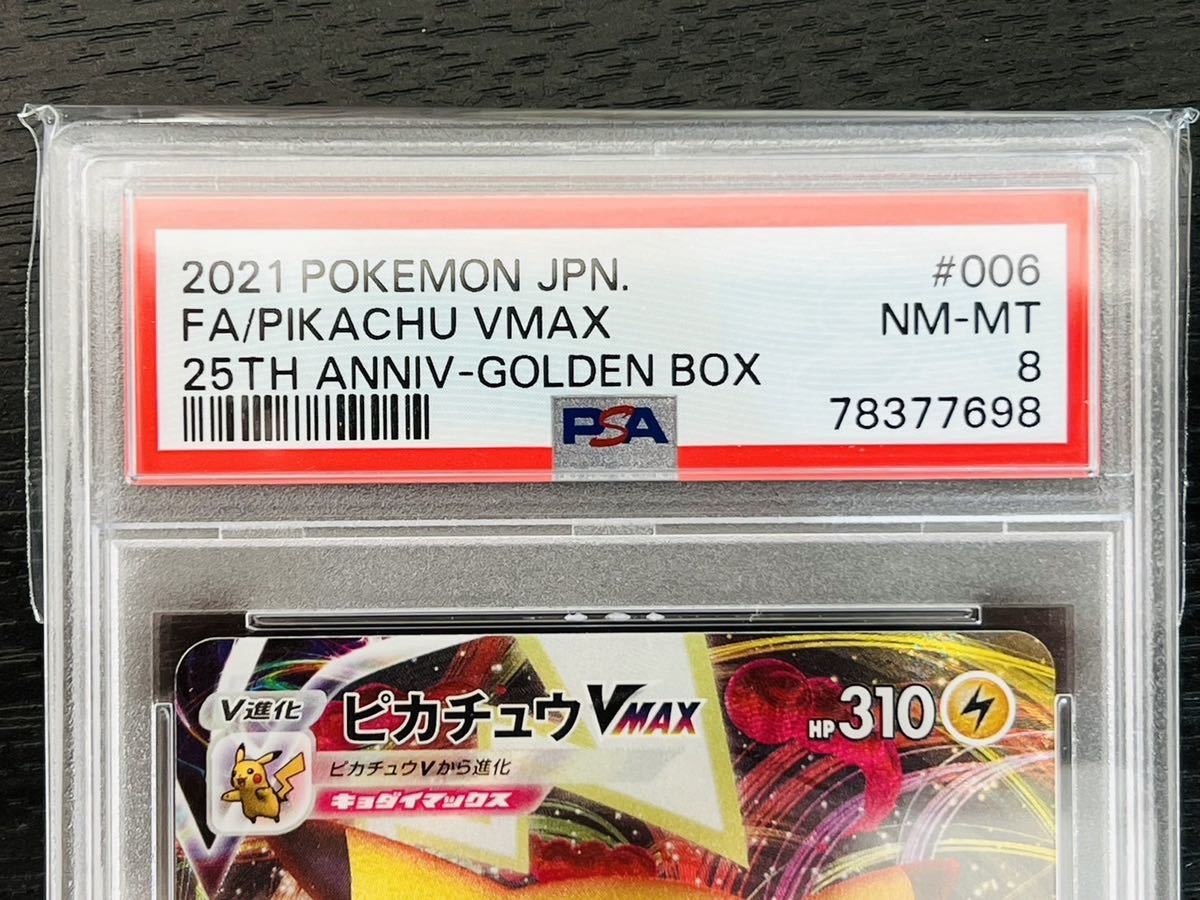 2021 POKEMON JPN. #006
FA/PIKACHU VMAX NM-MT
25TH ANNIV-GOLDEN BOX 8
PSA 78377698
V進化 ピカチュウVMAX HP310
ピカチュウVから進化
キョダイマックス